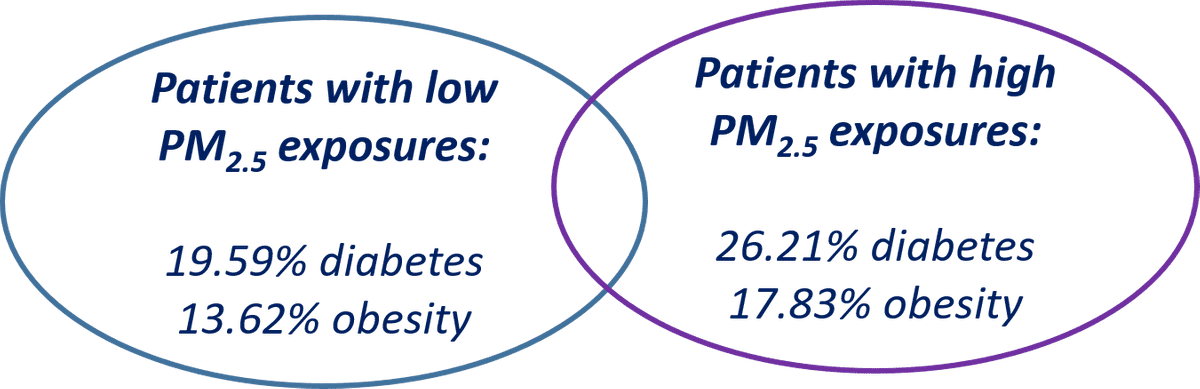 Patients with low
PM2.5 exposures:
19.59% diabetes
13.62% obesity
Patients with high
PM2.5 exposures:
26.21% diabetes
17.83% obesity